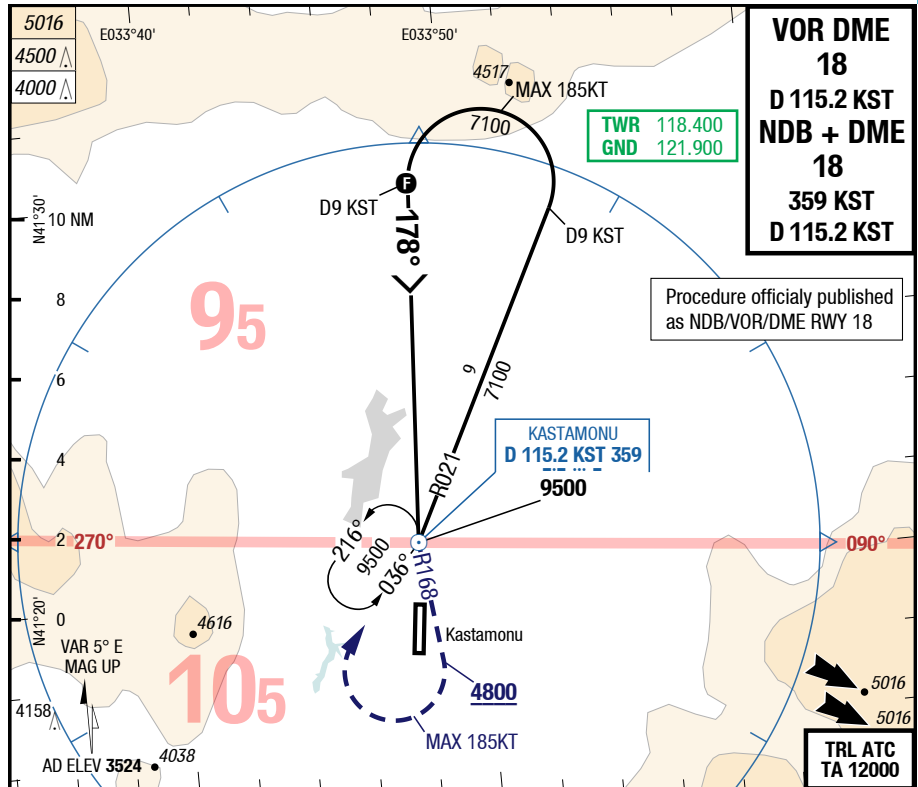 5016
4500
4000
E033°40'
E033°50'
VOR DME
18
D 115.2 KST
NDB + DME
18
359 KST
D 115.2 KST
4517
MAX 185KT
7100
TWR 118.400
GND 121.900
F
D9 KST
178°
D9 KST
N41°30'
10 NM
8
6
4
2
0
95
Procedure officialy published
as NDB/VOR/DME RWY 18
9
7100
R021
KASTAMONU
D 115.2 KST 359
9500
270°
090°
216°
9500
036°
R168
N41°20'
4616
Kastamonu
VAR 5° E
MAG UP
105
4800
MAX 185KT
4158
4038
AD ELEV 3524
5016
5016
TRL ATC
TA 12000